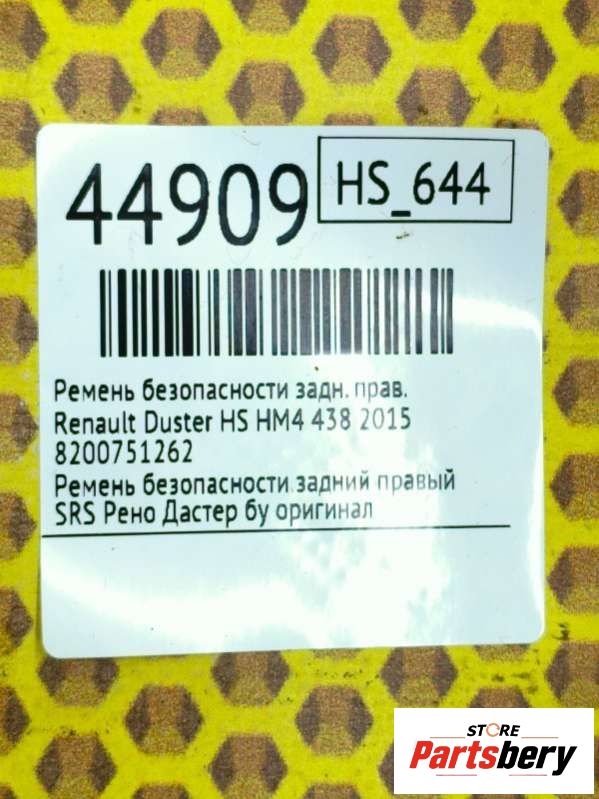 44909
HS_644
Ремень безопасности задн. прав.
Renault Duster HS HM4 438 2015
8200751262
Ремень безопасности задний правый
SRS Рено Дастер бу оригинал
STORE
Partsbery